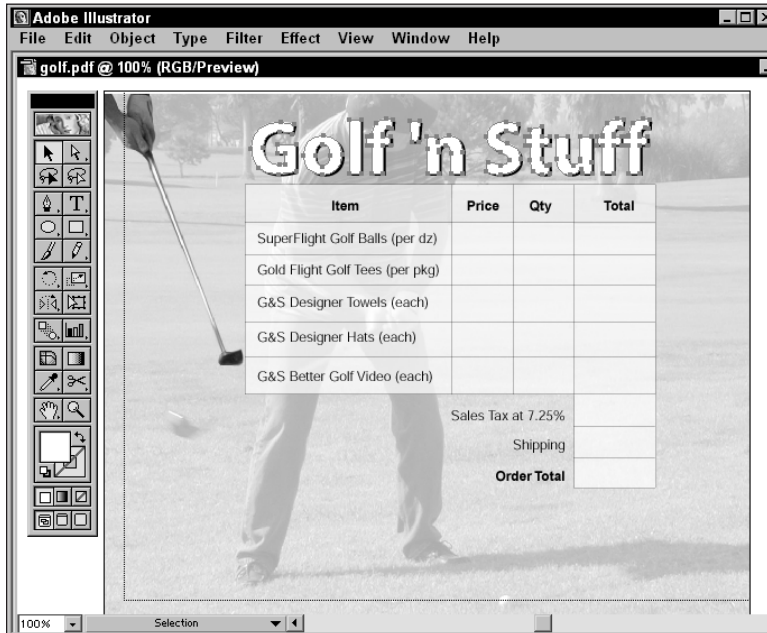 Adobe Illustrator
File Edit Object Type Filter Effect View Window Help
golf.pdf @ 100% (RGB/Preview)
Golf 'n Stuff
Item Price Qty Total
SuperFlight Golf Balls (per dz)
Gold Flight Golf Tees (per pkg)
G&S Designer Towels (each)
G&S Designer Hats (each)
G&S Better Golf Video (each)
Sales Tax at 7.25%
Shipping
Order Total
100% Selection